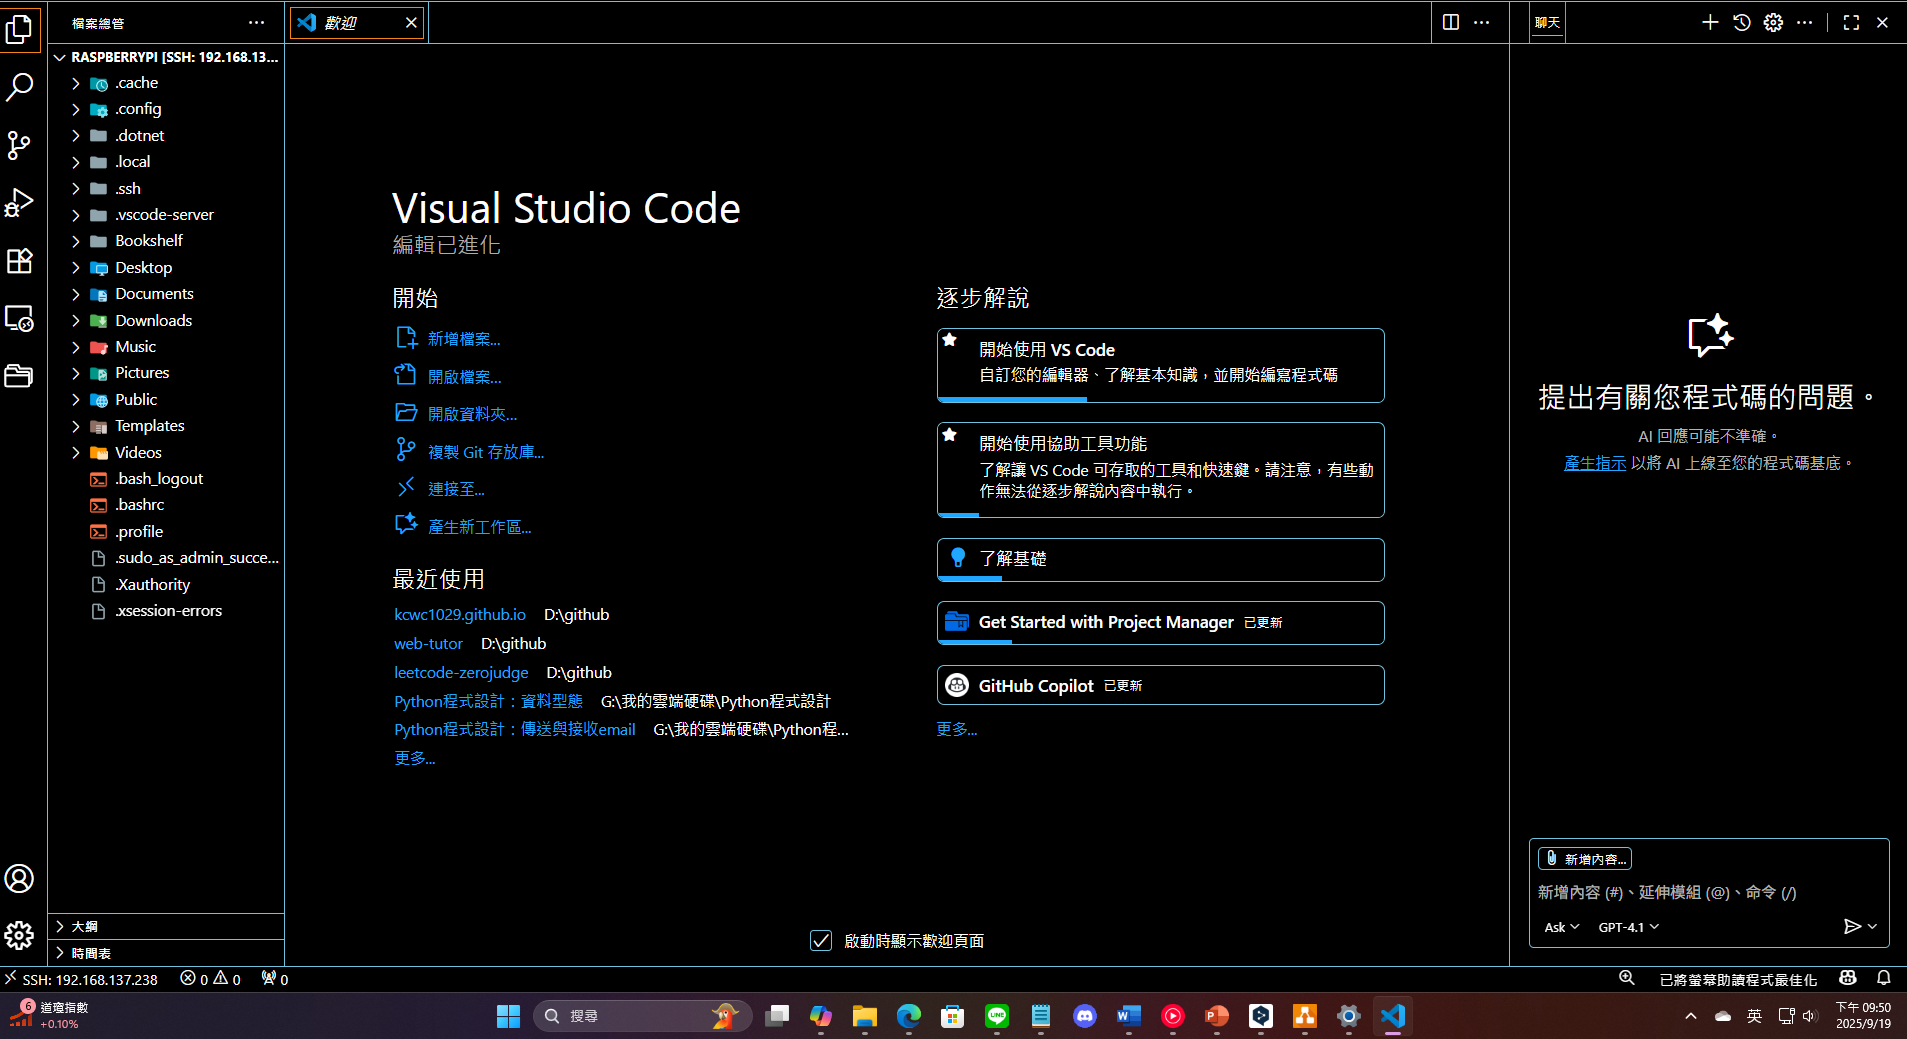 檔案總管
RASPBERRYPI [SSH: 192.168.13...
.cache
.config
.dotnet
.local
.ssh
.vscode-server
Bookshelf
Desktop
Documents
Downloads
Music
Pictures
Public
Templates
Videos
.bash_logout
.bashrc
.profile
.sudo_as_admin_succe...
.Xauthority
.xsession-errors
大綱
時間表
歡迎
Visual Studio Code
編輯已進化
開始
新增檔案...
開啟檔案...
開啟資料夾...
複製 Git 存放庫...
連接至...
產生新工作區...
最近使用
kcwc1029.github.io D:\github
web-tutor D:\github
leetcode-zerojudge D:\github
Python程式設計：資料型態 G:\我的雲端硬碟\Python程式設計
Python程式設計：傳送與接收email G:\我的雲端硬碟\Python程...
更多...
逐步解說
開始使用 VS Code
自訂您的編輯器、了解基本知識，並開始編寫程式碼
開始使用協助工具功能
了解讓 VS Code 可存取的工具和快速鍵。請注意，有些動
作無法從逐步解說內容中執行。
了解基礎
Get Started with Project Manager 已更新
GitHub Copilot 已更新
更多...
啟動時顯示歡迎頁面
聊天
提出有關您程式碼的問題。
AI 回應可能不準確。
產生指示 以將 AI 上線至您的程式碼基底。
新增內容...
新增內容 (#)、延伸模組 (@)、命令 (/)
Ask GPT-4.1
SSH: 192.168.137.238 0 0 0
已將螢幕助讀程式最佳化
6
道瓊指數
+0.10%
搜尋
英
下午 09:50
2025/9/19